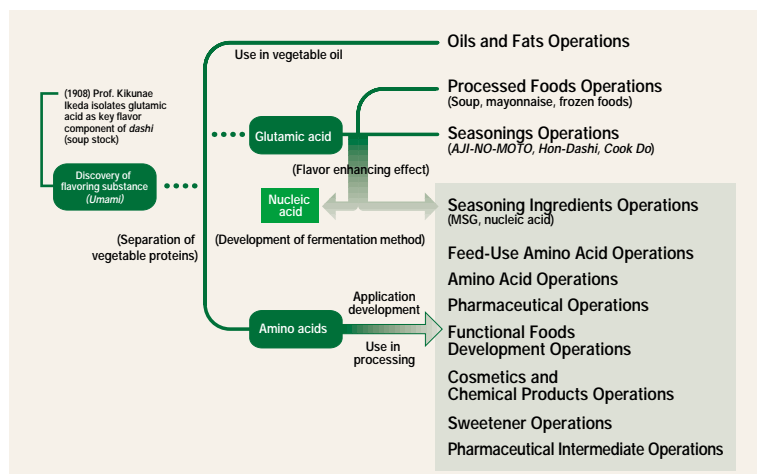 Use in vegetable oil
Oils and Fats Operations
(1908) Prof. Kikunae
Ikeda isolates glutamic
acid as key flavor
component of dashi
(soup stock)
Discovery of
flavoring substance
(Umami)
Glutamic acid
Processed Foods Operations
(Soup, mayonnaise, frozen foods)
Seasonings Operations
(AJI-NO-MOTO, Hon-Dashi, Cook Do)
(Flavor enhancing effect)
Nucleic
acid
(Development of fermentation method)
Seasoning Ingredients Operations
(MSG, nucleic acid)
(Separation of
vegetable proteins)
Amino acids
Application
development
Use in
processing
Feed-Use Amino Acid Operations
Amino Acid Operations
Pharmaceutical Operations
Functional Foods
Development Operations
Cosmetics and
Chemical Products Operations
Sweetener Operations
Pharmaceutical Intermediate Operations